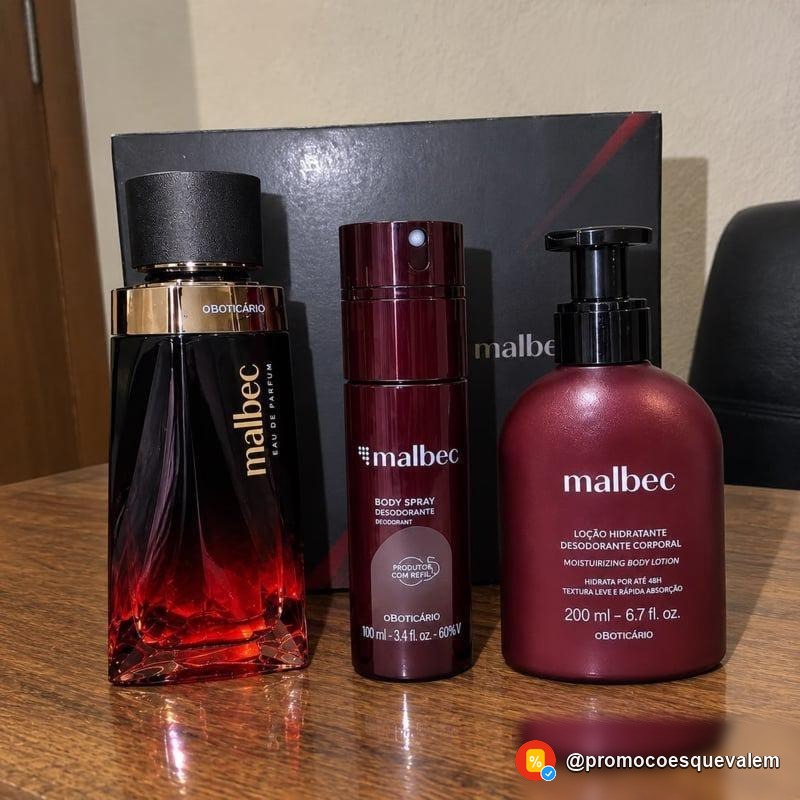 oBOTICÁRIO
malbec
EAU DE PARFUM
malbec
BODY SPRAY
DESODORANTE
DEODORANT
PRODUTO
COM REFIL
oBOTICÁRIO
100 ml - 3.4 fl. oz. - 60%V
malbe
malbec
LOÇÃO HIDRATANTE
DESODORANTE CORPORAL
MOISTUIRIZING BODY LOTION
HIDRATA POR ATÉ 48H
TEXTURA LEVE E RÁPIDA ABSORÇÃO
200 ml – 6.7 fl. oz.
oBOTICÁRIO
%
@promocoesquevalem